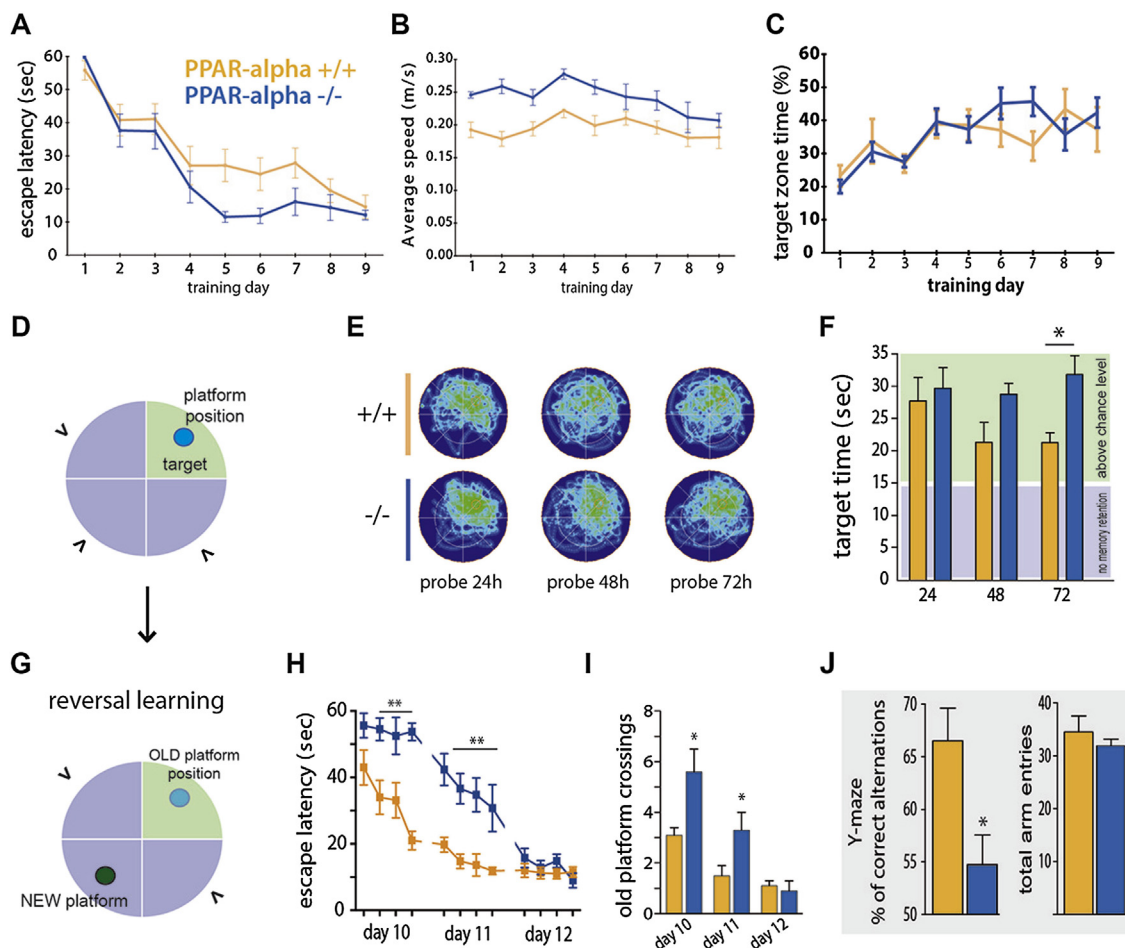 A
escape latency (sec)
60
50
40
30
20
10
0
1 2 3 4 5 6 7 8 9
training day
PPAR-alpha +/+
PPAR-alpha -/-
B
Average speed (m/s)
0.30
0.25
0.20
0.15
0.10
0.05
0.00
1 2 3 4 5 6 7 8 9
training day
C
target zone time (%)
60
50
40
30
20
10
0
1 2 3 4 5 6 7 8 9
training day
D
platform
position
target
E
+/+
-/-
probe 24h probe 48h probe 72h
F
target time (sec)
35
30
25
20
15
10
5
0
*
above chance level
no memory retention
24 48 72
G
reversal learning
OLD platform
position
NEW platform
H
escape latency (sec)
60
40
20
0
**
**
day 10 day 11 day 12
I
old platform crossings
8
6
4
2
0
*
*
day 10 day 11 day 12
J
Y-maze
% of correct alternations
70
65
60
55
50
*
total arm entries
40
30
20
10